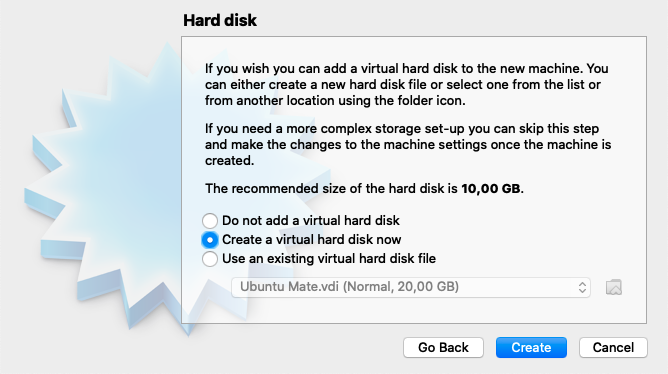 Hard disk
If you wish you can add a virtual hard disk to the new machine. You
can either create a new hard disk file or select one from the list or
from another location using the folder icon.
If you need a more complex storage set-up you can skip this step
and make the changes to the machine settings once the machine is
created.
The recommended size of the hard disk is 10,00 GB.
Do not add a virtual hard disk
Create a virtual hard disk now
Use an existing virtual hard disk file
Ubuntu Mate.vdi (Normal, 20,00 GB)
Go Back
Create
Cancel